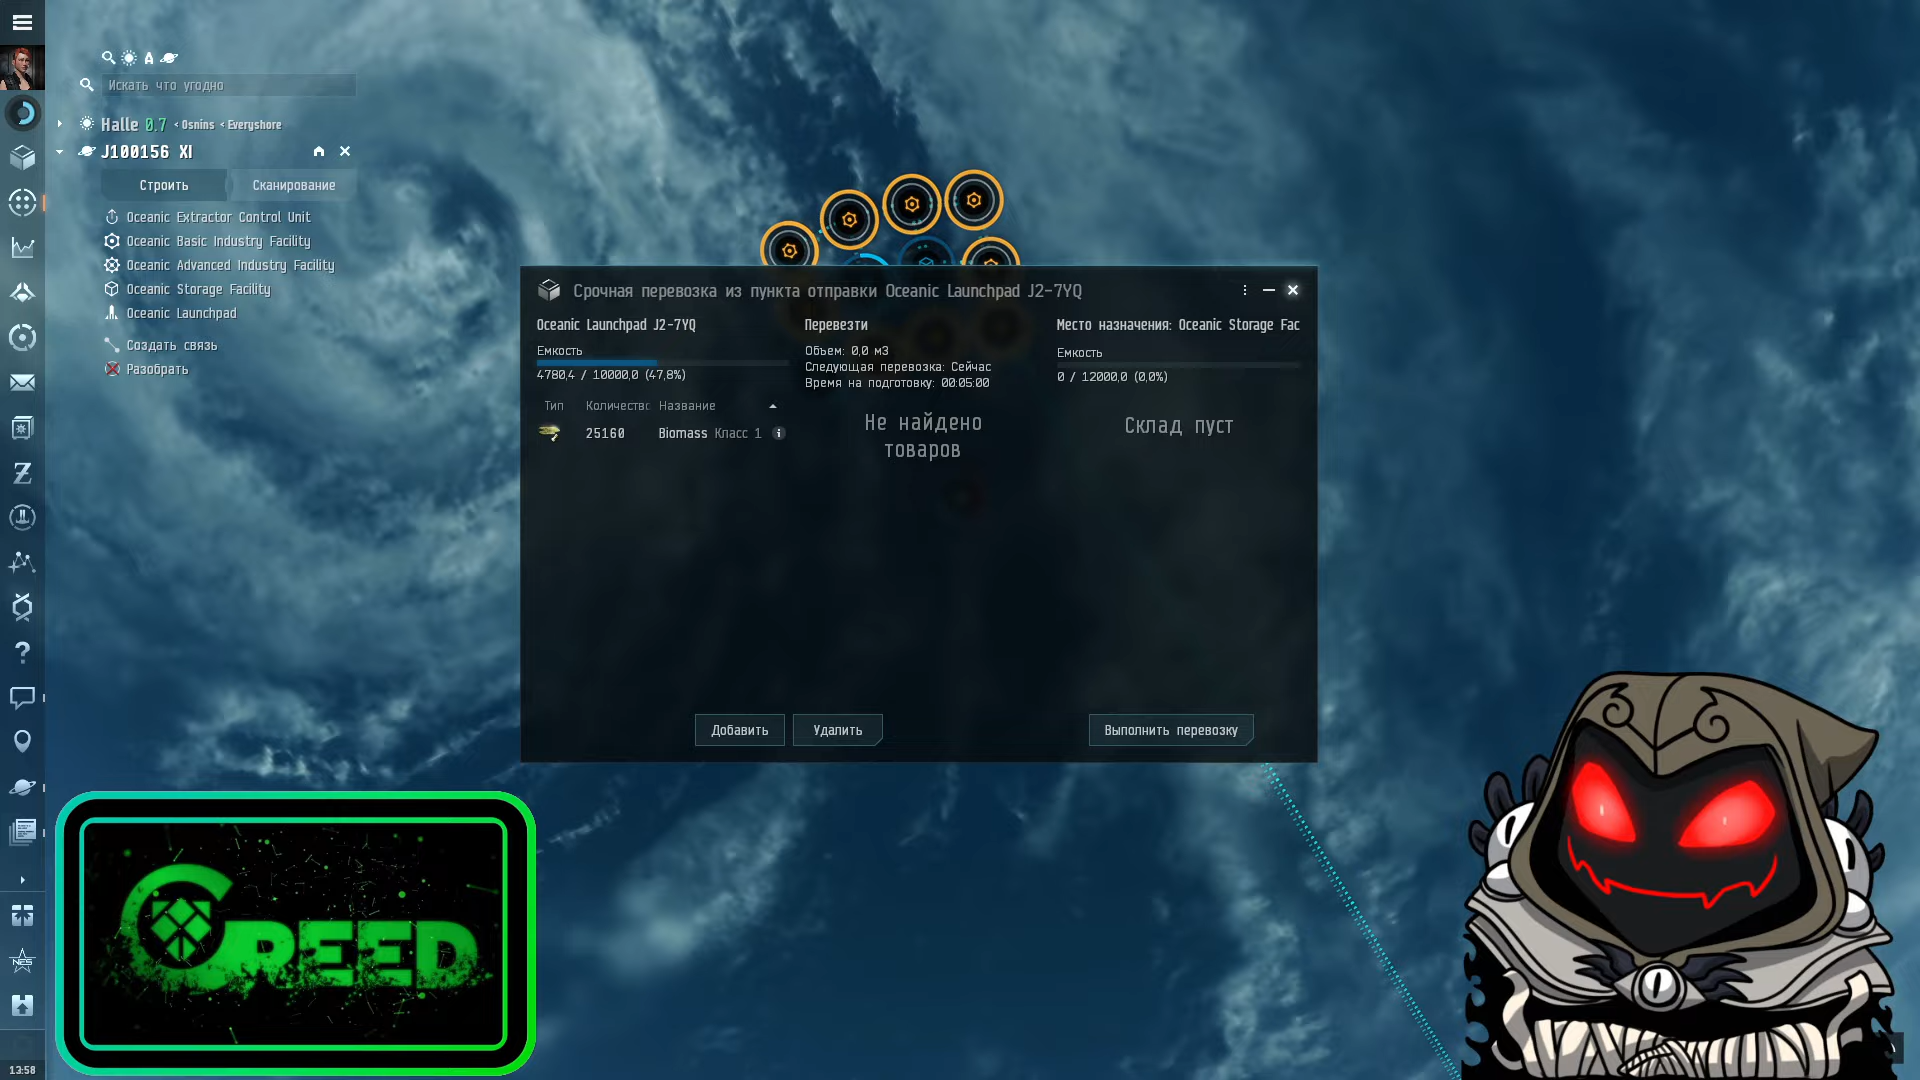 Искать что угодно
Halle 0.7 < Osnins < Everyshore
J100156 XI
Строить
Сканирование
Oceanic Extractor Control Unit
Oceanic Basic Industry Facility
Oceanic Advanced Industry Facility
Oceanic Storage Facility
Oceanic Launchpad
Создать связь
Разобрать
Срочная перевозка из пункта отправки Oceanic Launchpad J2-7YQ
Oceanic Launchpad J2-7YQ
Емкость
4780,4 / 10000,0 (47,8%)
Тип Количество Название
25160 Biomass Класс 1
Перевезти
Объем: 0,0 м3
Следующая перевозка: Сейчас
Время на подготовку: 00:05:00
Не найдено
товаров
Место назначения: Oceanic Storage Fac
Емкость
0 / 12000,0 (0,0%)
Склад пуст
Добавить
Удалить
Выполнить перевозку
CREED
NES
13:58